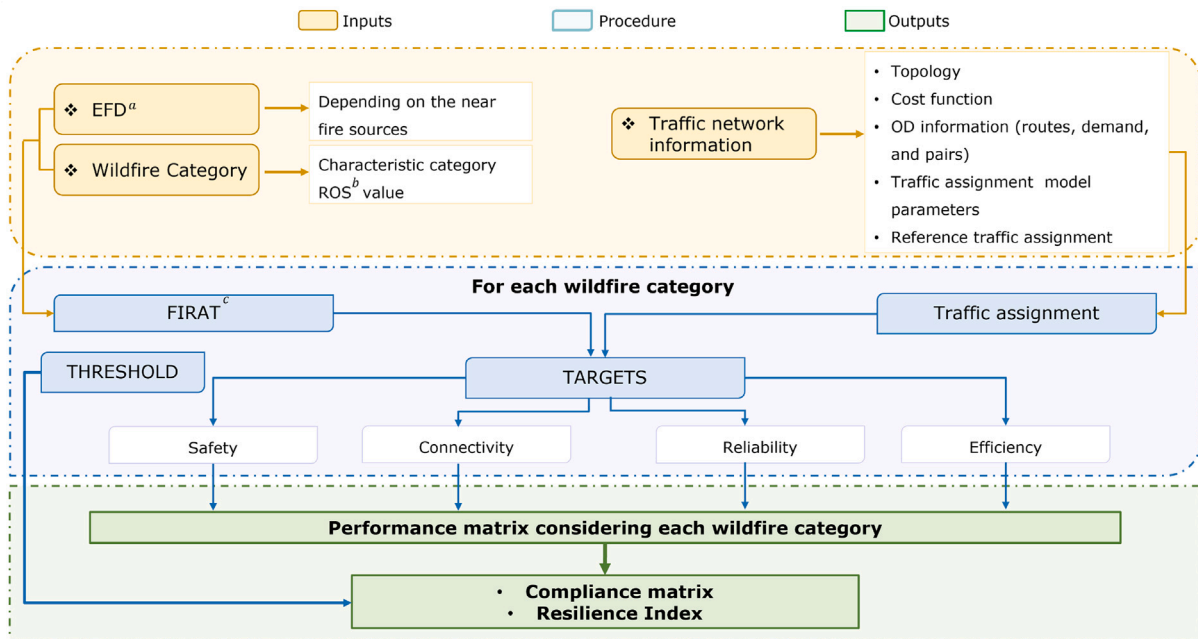 Inputs
Procedure
Outputs
❖ EFDᵃ
Depending on the near
fire sources
❖ Wildfire Category
Characteristic category
ROSᵇ value
❖ Traffic network
information
• Topology
• Cost function
• OD information (routes, demand,
and pairs)
• Traffic assignment model
parameters
• Reference traffic assignment
For each wildfire category
FIRATᶜ
Traffic assignment
THRESHOLD
TARGETS
Safety
Connectivity
Reliability
Efficiency
Performance matrix considering each wildfire category
• Compliance matrix
• Resilience Index